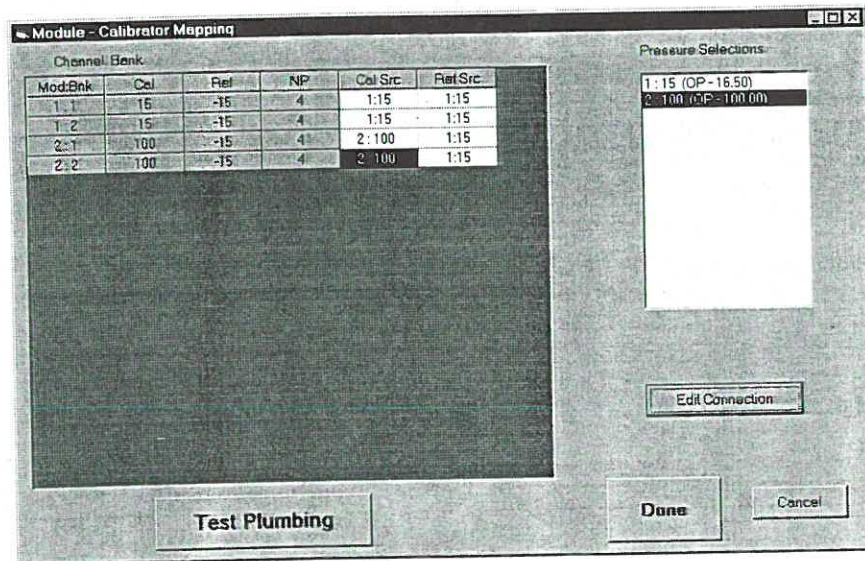 Module - Calibrator Mapping
Channel Bank
Mod:Bnk Cal Ref NP Cal Src Ref Src
1 : 1 15 -15 4 1:15 1:15
1 : 2 15 -15 4 1:15 1:15
2 : 1 100 -15 4 2 : 100 1:15
2 : 2 100 -15 4 2 : 100 1:15
Pressure Selections
1 : 15 (OP - 16.50)
2 : 100 (OP - 100.00)
Edit Connection
Test Plumbing
Done
Cancel